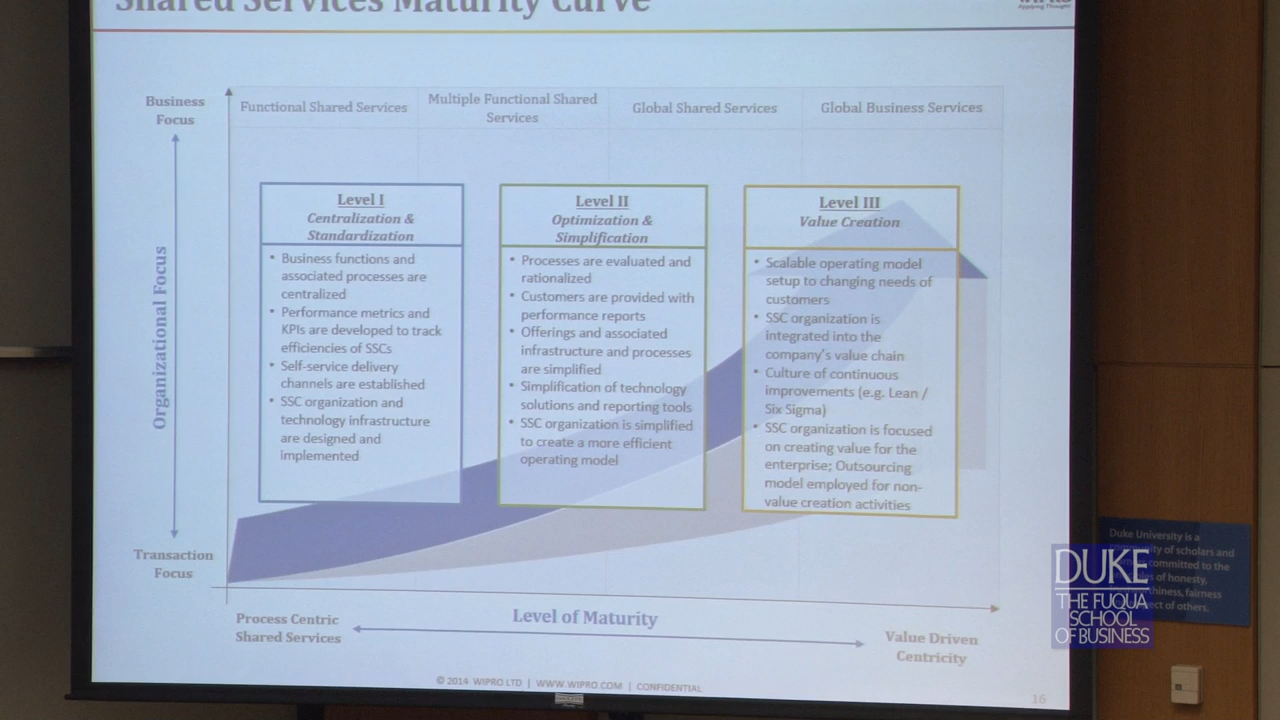 Shared Services Maturity Curve
WIPRO
Applying Thought
Business
Focus
Functional Shared Services
Multiple Functional Shared
Services
Global Shared Services
Global Business Services
Organizational Focus
Level I
Centralization &
Standardization
• Business functions and
associated processes are
centralized
• Performance metrics and
KPIs are developed to track
efficiencies of SSCs
• Self-service delivery
channels are established
• SSC organization and
technology infrastructure
are designed and
implemented
Level II
Optimization &
Simplification
• Processes are evaluated and
rationalized
• Customers are provided with
performance reports
• Offerings and associated
infrastructure and processes
are simplified
• Simplification of technology
solutions and reporting tools
• SSC organization is simplified
to create a more efficient
operating model
Level III
Value Creation
• Scalable operating model
setup to changing needs of
customers
• SSC organization is
integrated into the
company's value chain
• Culture of continuous
improvements (e.g. Lean /
Six Sigma)
• SSC organization is focused
on creating value for the
enterprise; Outsourcing
model employed for non-
value creation activities
Transaction
Focus
Process Centric
Shared Services
Level of Maturity
Value Driven
Centricity
© 2014 WIPRO LTD | WWW.WIPRO.COM | CONFIDENTIAL
16
Duke University is a
of scholars and
committed to the
of honesty,
fairness
of others.
DUKE
THE FUQUA
SCHOOL
OF BUSINESS